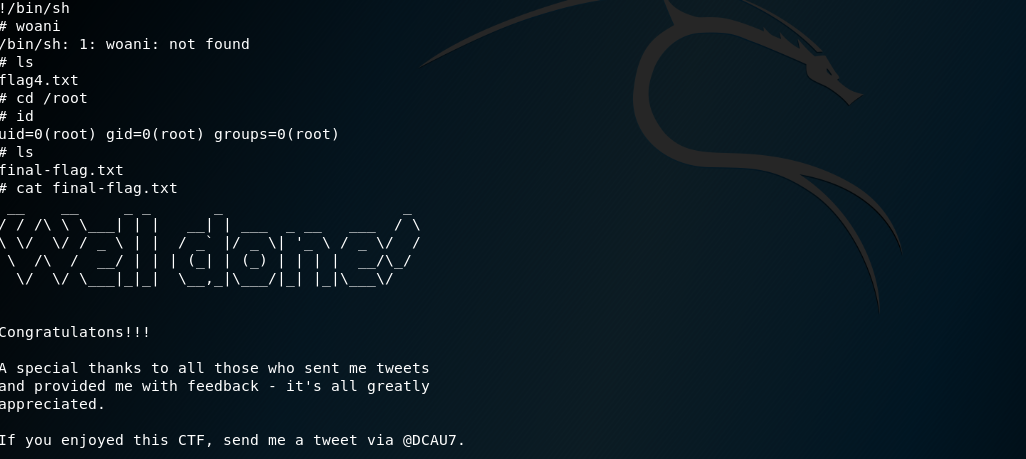 !/bin/sh
# woani
/bin/sh: 1: woani: not found
# ls
flag4.txt
# cd /root
# id
uid=0(root) gid=0(root) groups=0(root)
# ls
final-flag.txt
# cat final-flag.txt
Well done!
Congratulatons!!!
A special thanks to all those who sent me tweets
and provided me with feedback - it's all greatly
appreciated.
If you enjoyed this CTF, send me a tweet via @DCAU7.